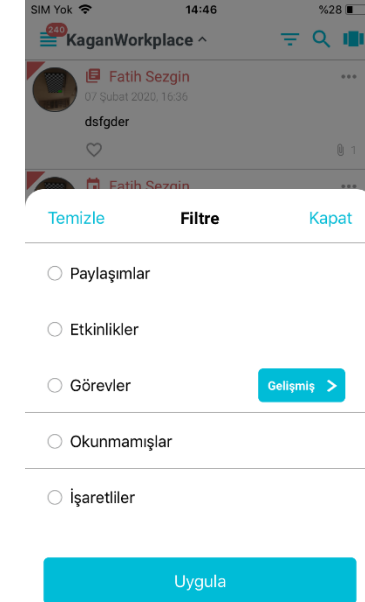 SIM Yok 14:46 %28
240
KaganWorkplace
Fatih Sezgin
07 Şubat 2020, 16:36
dsfgder
1
Fatih Sezgin
Temizle Filtre Kapat
Paylaşımlar
Etkinlikler
Görevler Gelişmiş >
Okunmamışlar
İşaretliler
Uygula